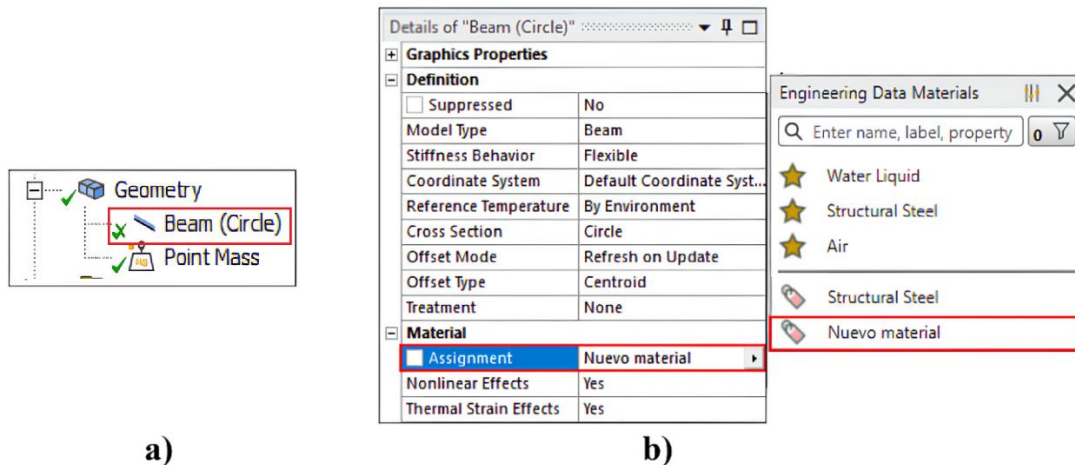 Geometry
Beam (Circle)
Point Mass
a)
Details of "Beam (Circle)"
Graphics Properties
Definition
Suppressed No
Model Type Beam
Stiffness Behavior Flexible
Coordinate System Default Coordinate Syst...
Reference Temperature By Environment
Cross Section Circle
Offset Mode Refresh on Update
Offset Type Centroid
Treatment None
Material
Assignment Nuevo material
Nonlinear Effects Yes
Thermal Strain Effects Yes
Engineering Data Materials
Enter name, label, property 0
Water Liquid
Structural Steel
Air
Structural Steel
Nuevo material
b)